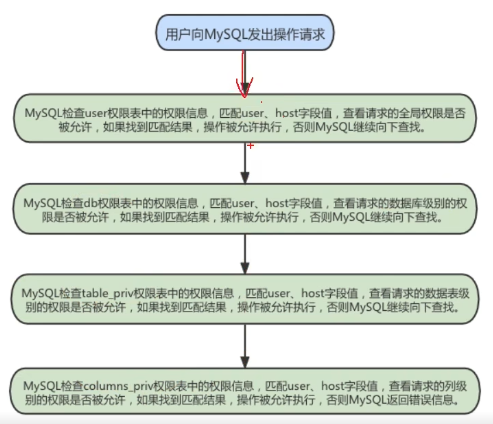 用户向MySQL发出操作请求
MySQL检查user权限表中的权限信息，匹配user、host字段值，查看请求的全局权限是否
被允许，如果找到匹配结果，操作被允许执行，否则MySQL继续向下查找。
MySQL检查db权限表中的权限信息，匹配user、host字段值，查看请求的数据库级别的权
限是否被允许，如果找到匹配结果，操作被允许执行，否则MySQL继续向下查找。
MySQL检查table_priv权限表中的权限信息，匹配user、host字段值，查看请求的数据表级
别的权限是否被允许，如果找到匹配结果，操作被允许执行，否则MySQL继续向下查找。
MySQL检查columns_priv权限表中的权限信息，匹配user、host字段值，查看请求的列级
别的权限是否被允许，如果找到匹配结果，操作被允许执行，否则MySQL返回错误信息。